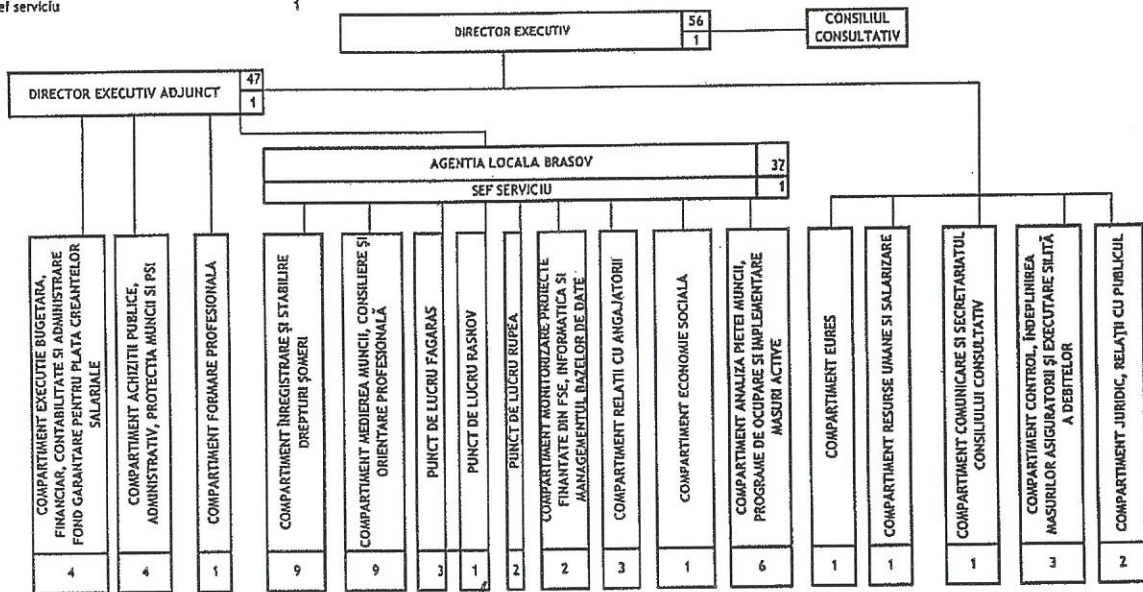 ef serviciu 1
DIRECTOR EXECUTIV
56
1
CONSILIUL
CONSULTATIV
DIRECTOR EXECUTIV ADJUNCT
47
1
AGENTIA LOCALA BRASOV
37
SEF SERVICIU
1
COMPARTIMENT EXECUTIE BUGETARA,
FINANCIAR, CONTABILITATE SI ADMINISTRARE
FOND GARANTARE PENTRU PLATA CREANTELOR
SALARIALE
4
COMPARTIMENT ACHIZITII PUBLICE,
ADMINISTRATIV, PROTECTIA MUNCII SI PSI
4
COMPARTIMENT FORMARE PROFESIONALA
1
COMPARTIMENT ÎNREGISTRARE ȘI STABILIRE
DREPTURI ȘOMERI
9
COMPARTIMENT MEDIEREA MUNCII, CONSILIERE ȘI
ORIENTARE PROFESIONALĂ
9
PUNCT DE LUCRU FAGARAS
3
PUNCT DE LUCRU RASNOV
1
PUNCT DE LUCRU RUPEA
2
COMPARTIMENT MONITORIZARE PROIECTE
FINANTATE DIN FSE, INFORMATICA SI
MANAGEMENTUL BAZELOR DE DATE
2
COMPARTIMENT RELATII CU ANGAJATORII
3
COMPARTIMENT ECONOMIE SOCIALA
1
COMPARTIMENT ANALIZA PIETEI MUNCII,
PROGRAME DE OCUPARE SI IMPLEMENTARE
MASURI ACTIVE
6
COMPARTIMENT EURES
1
COMPARTIMENT RESURSE UMANE SI SALARIZARE
1
COMPARTIMENT COMUNICARE SI SECRETARIATUL
CONSILIULUI CONSULTATIV
1
COMPARTIMENT CONTROL, ÎNDEPLINIREA
MASURILOR ASIGURATORII ȘI EXECUTARE SILITĂ
A DEBITELOR
3
COMPARTIMENT JURIDIC, RELAȚII CU PUBLICUL
2